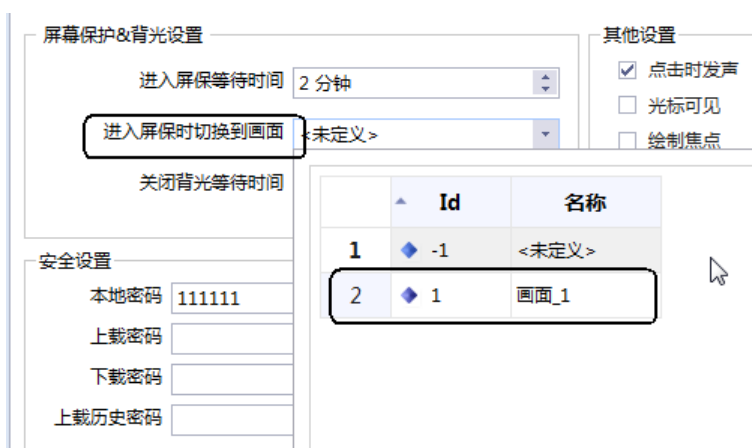 屏幕保护&背光设置
进入屏保等待时间 2 分钟
进入屏保时切换到画面 <未定义>
关闭背光等待时间
其他设置
点击时发声
光标可见
绘制焦点
Id 名称
1 -1 <未定义>
2 1 画面_1
安全设置
本地密码 111111
上载密码
下载密码
上载历史密码